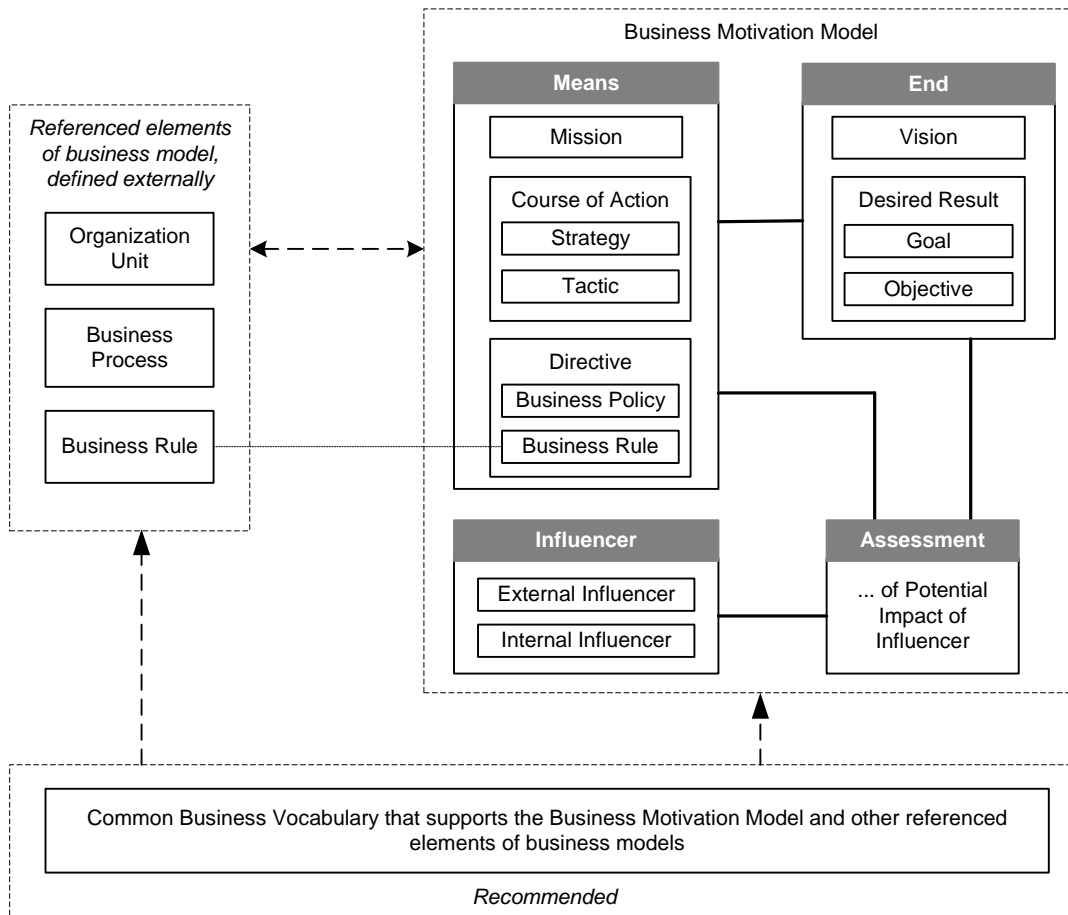 Business Motivation Model
Means
Mission
Course of Action
Strategy
Tactic
Directive
Business Policy
Business Rule
End
Vision
Desired Result
Goal
Objective
Referenced elements
of business model,
defined externally
Organization
Unit
Business
Process
Business Rule
Influencer
External Influencer
Internal Influencer
Assessment
... of Potential
Impact of
Influencer
Common Business Vocabulary that supports the Business Motivation Model and other referenced
elements of business models
Recommended